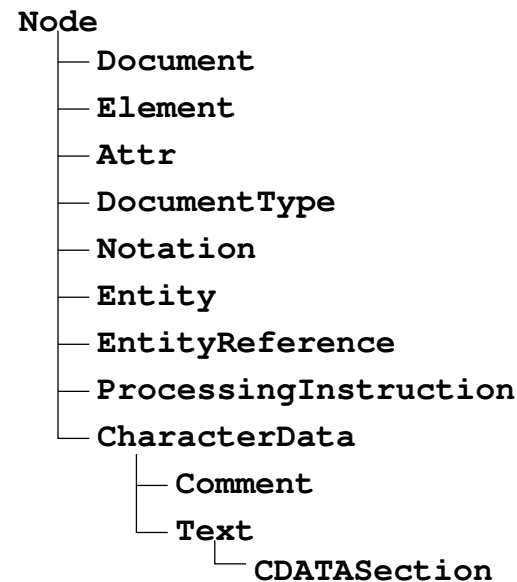 Node
Document
Element
Attr
DocumentType
Notation
Entity
EntityReference
ProcessingInstruction
CharacterData
Comment
Text
CDATASection